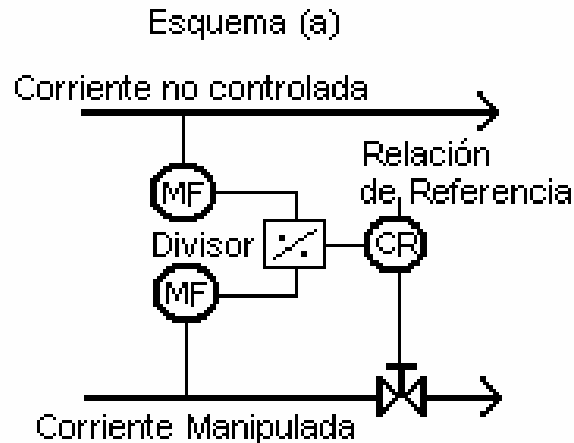 Esquema (a)
Corriente no controlada
Relación
de Referencia
MF
Divisor
CR
MF
Corriente Manipulada